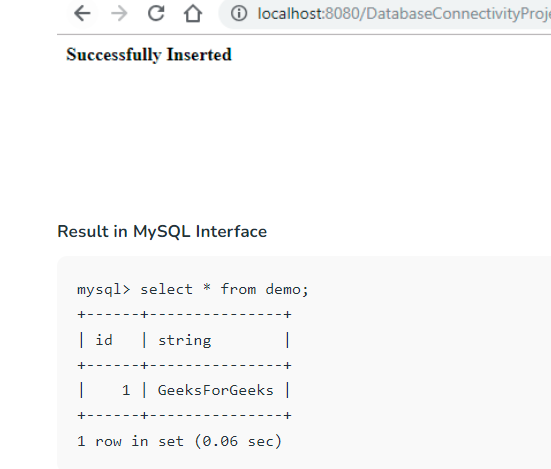 localhost:8080/DatabaseConnectivityProje
Successfully Inserted
Result in MySQL Interface
mysql> select * from demo;
+------+---------------+
| id   | string        |
+------+---------------+
|    1 | GeeksForGeeks |
+------+---------------+
1 row in set (0.06 sec)